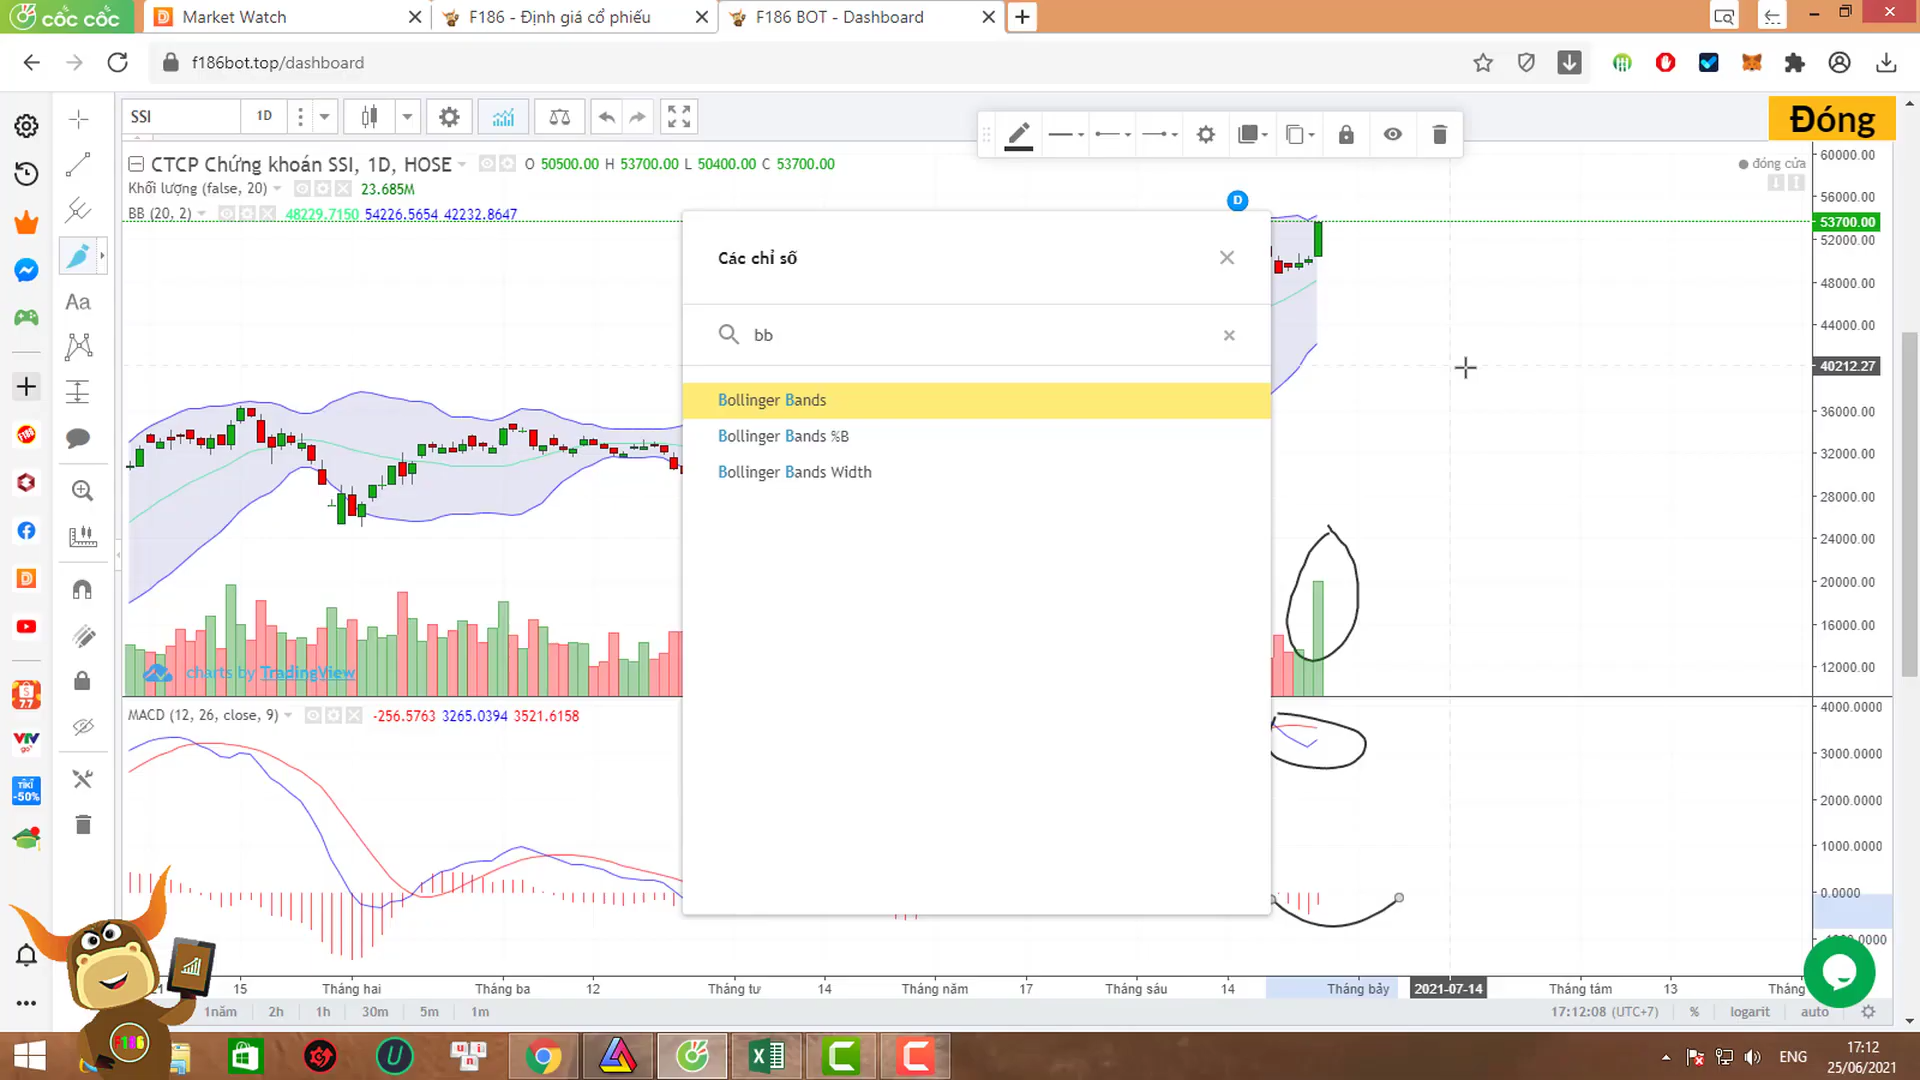 cốc cốc
Market Watch
F186 - Định giá cổ phiếu
F186 BOT - Dashboard
f186bot.top/dashboard
SSI
1D
Đóng
CTCP Chứng khoán SSI, 1D, HOSE
O 50500.00 H 53700.00 L 50400.00 C 53700.00
đóng cửa
Khối lượng (false, 20)
23.685M
BB (20, 2)
48229.7150 54226.5654 42232.8647
D
60000.00
56000.00
53700.00
52000.00
48000.00
44000.00
40212.27
36000.00
32000.00
28000.00
24000.00
20000.00
16000.00
12000.00
Các chỉ số
bb
Bollinger Bands
Bollinger Bands %B
Bollinger Bands Width
Aa
charts by TradingView
MACD (12, 26, close, 9)
-256.5763 3265.0394 3521.6158
4000.0000
3000.0000
2000.0000
1000.0000
0.0000
7.7
VTV
go
TIKI
-50%
15
Tháng hai
Tháng ba
12
Tháng tư
14
Tháng năm
17
Tháng sáu
14
Tháng bảy
2021-07-14
Tháng tám
13
1năm
2h
1h
30m
5m
1m
17:12:08 (UTC+7)
%
logarit
auto
F186
ENG
17:12
25/06/2021